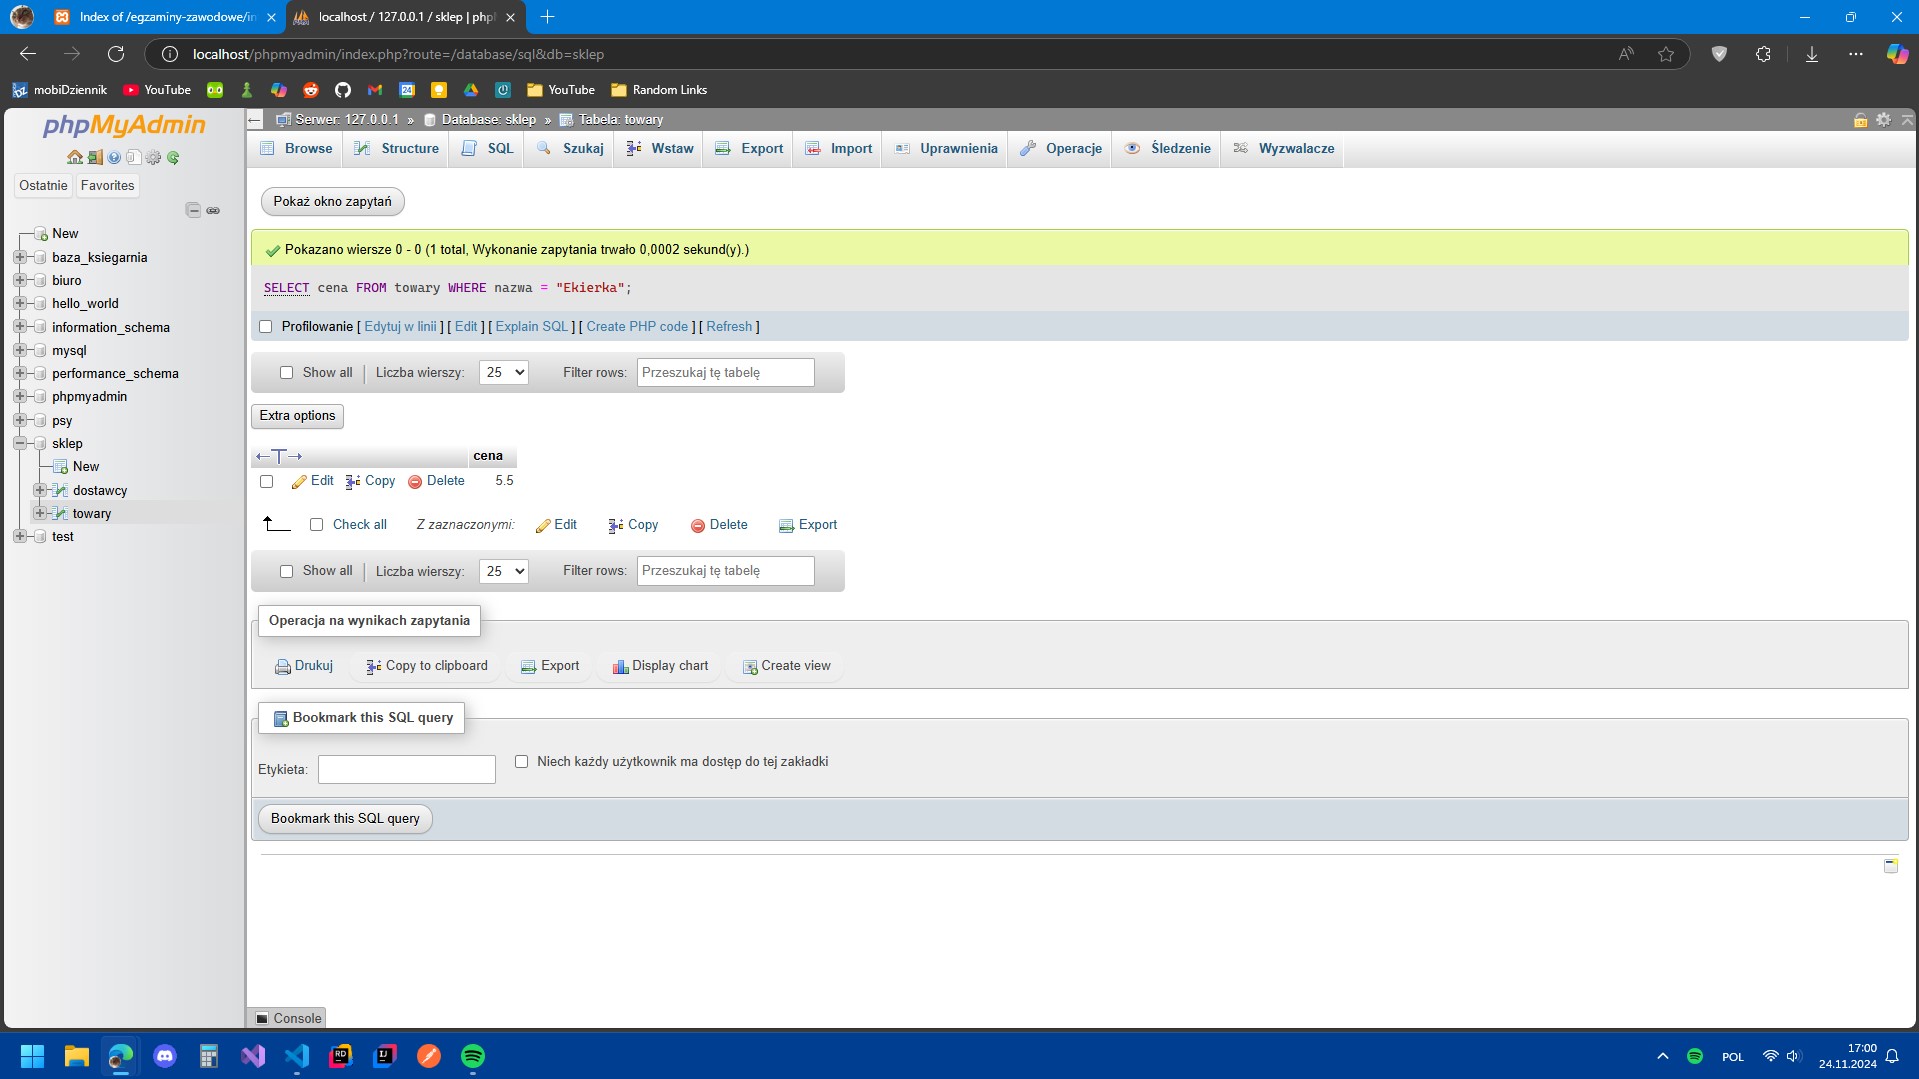 Index of /egzaminy-zawodowe/in
localhost / 127.0.0.1 / sklep | php
localhost/phpmyadmin/index.php?route=/database/sql&db=sklep
mobiDziennik
YouTube
YouTube
Random Links
phpMyAdmin
Ostatnie
Favorites
New
baza_ksiegarnia
biuro
hello_world
information_schema
mysql
performance_schema
phpmyadmin
psy
sklep
New
dostawcy
towary
test
Serwer: 127.0.0.1 » Database: sklep » Tabela: towary
Browse
Structure
SQL
Szukaj
Wstaw
Export
Import
Uprawnienia
Operacje
Śledzenie
Wyzwalacze
Pokaż okno zapytań
Pokazano wiersze 0 - 0 (1 total, Wykonanie zapytania trwało 0,0002 sekund(y).)
SELECT cena FROM towary WHERE nazwa = "Ekierka";
Profilowanie [ Edytuj w linii ] [ Edit ] [ Explain SQL ] [ Create PHP code ] [ Refresh ]
Show all | Liczba wierszy: 25 Filter rows: Przeszukaj tę tabelę
Extra options
←T→ cena
Edit Copy Delete 5.5
Check all Z zaznaczonymi: Edit Copy Delete Export
Show all | Liczba wierszy: 25 Filter rows: Przeszukaj tę tabelę
Operacja na wynikach zapytania
Drukuj Copy to clipboard Export Display chart Create view
Bookmark this SQL query
Etykieta: Niech każdy użytkownik ma dostęp do tej zakładki
Bookmark this SQL query
Console
POL
17:00
24.11.2024